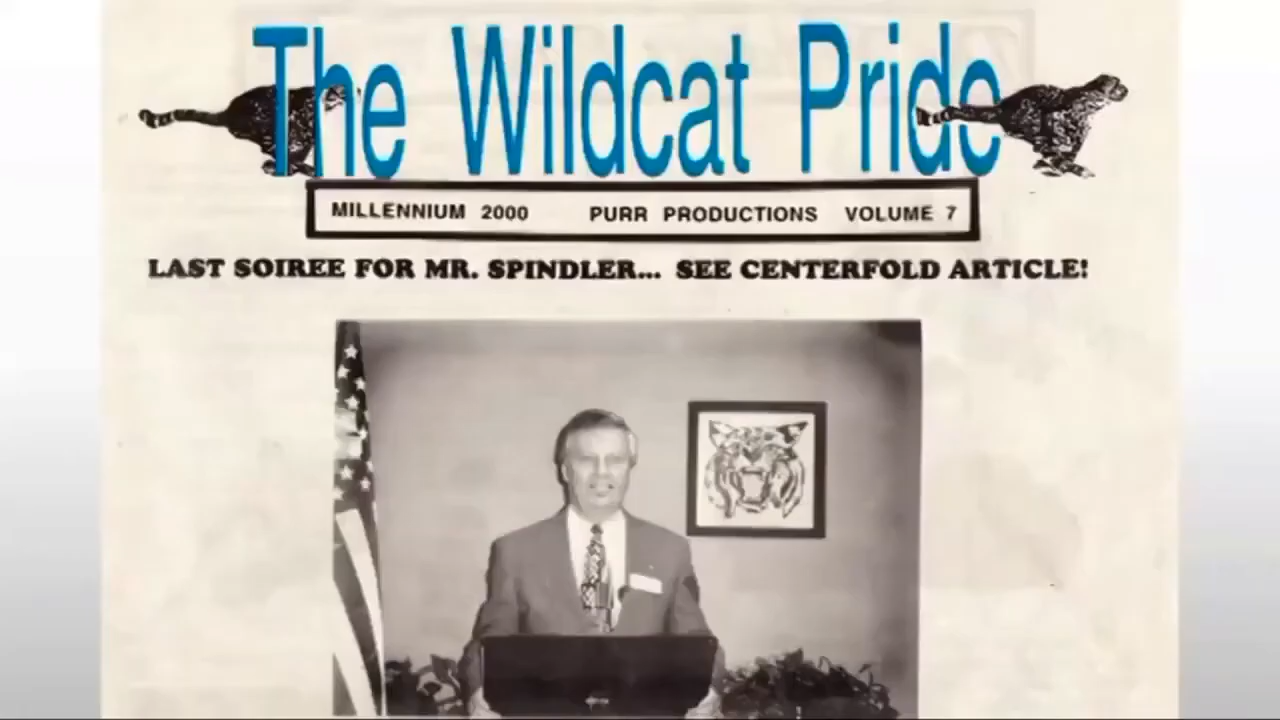 The Wildcat Pride
MILLENNIUM 2000 PURR PRODUCTIONS VOLUME 7
LAST SOIREE FOR MR. SPINDLER... SEE CENTERFOLD ARTICLE!